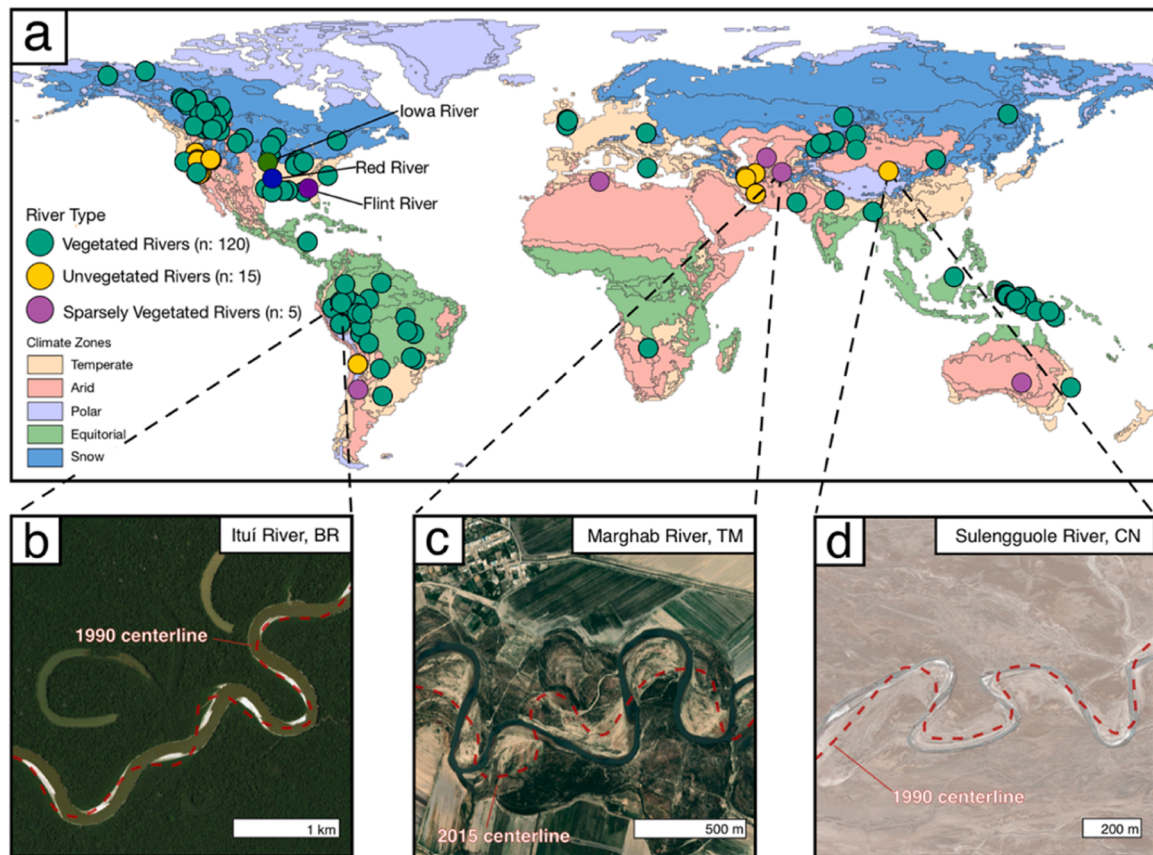 a
Iowa River
Red River
Flint River
River Type
Vegetated Rivers (n: 120)
Unvegetated Rivers (n: 15)
Sparsely Vegetated Rivers (n: 5)
Climate Zones
Temperate
Arid
Polar
Equitorial
Snow
b
Ituí River, BR
1990 centerline
1 km
c
Marghab River, TM
2015 centerline
500 m
d
Sulengguole River, CN
1990 centerline
200 m